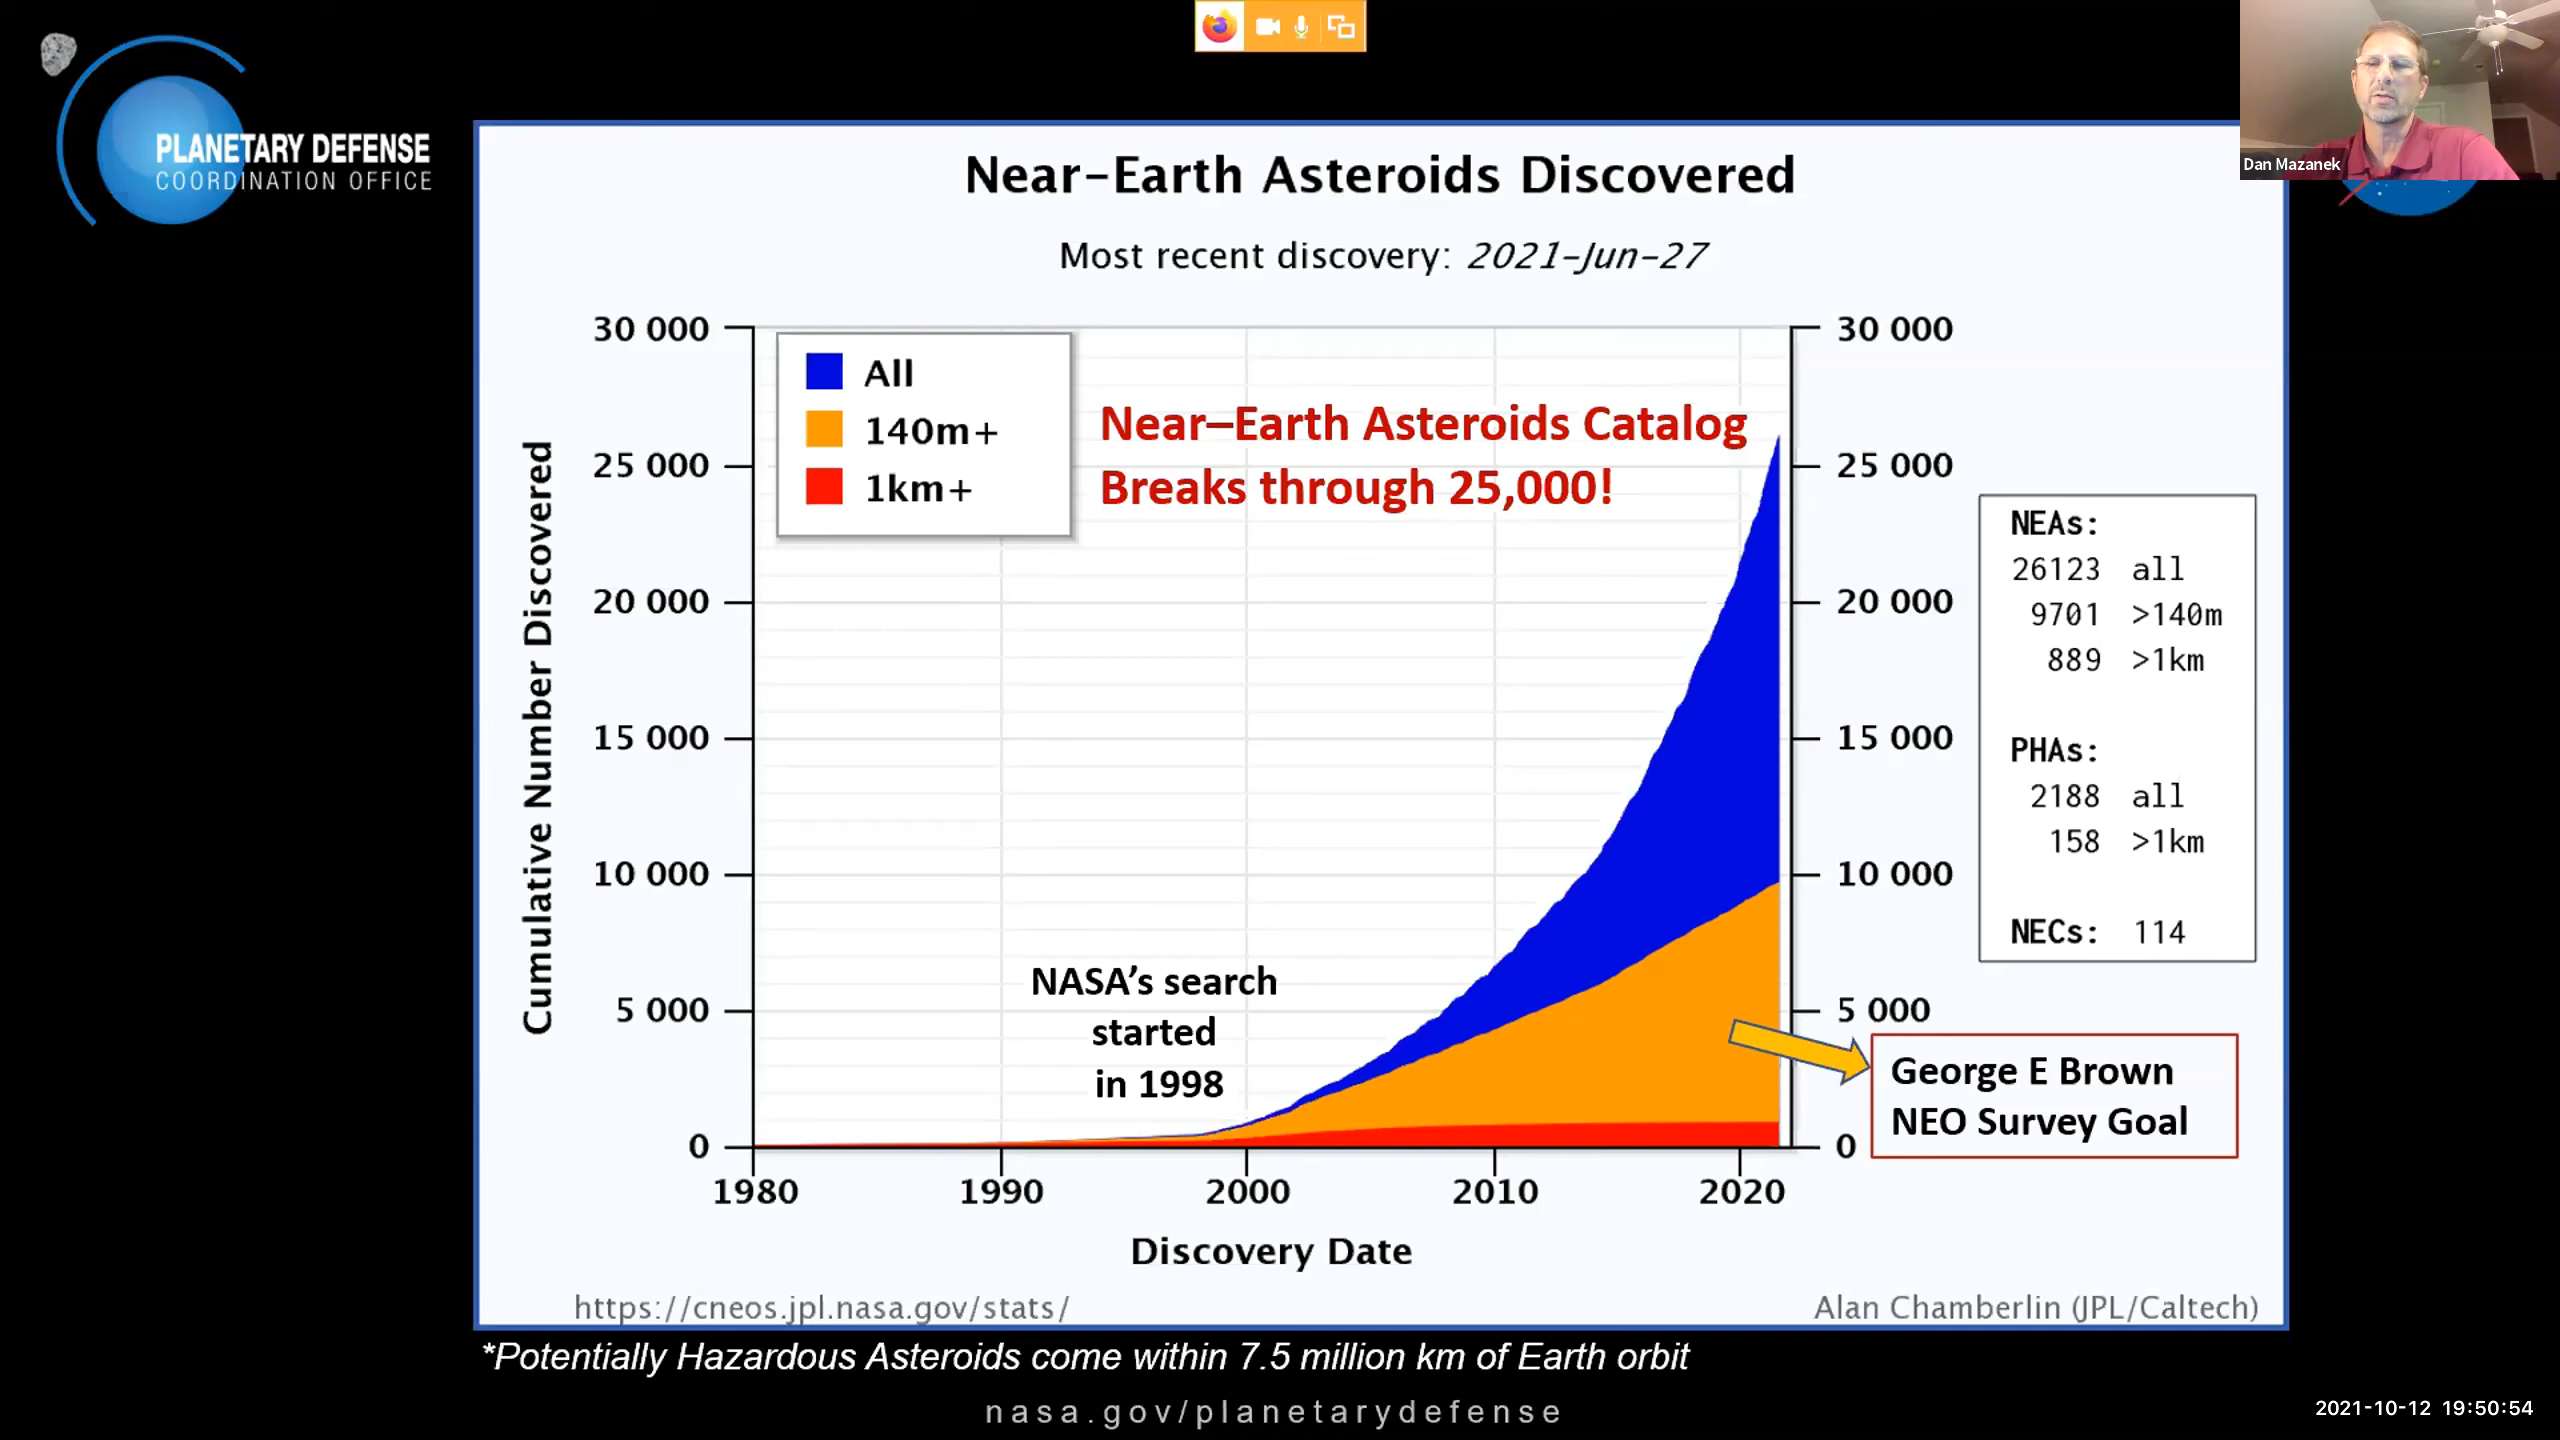 PLANETARY DEFENSE
COORDINATION OFFICE
Dan Mazanek
Near-Earth Asteroids Discovered
Most recent discovery: 2021-Jun-27
30 000
25 000
20 000
15 000
10 000
5 000
0
Cumulative Number Discovered
All
140m+
1km+
Near–Earth Asteroids Catalog
Breaks through 25,000!
NASA’s search
started
in 1998
30 000
25 000
20 000
15 000
10 000
5 000
0
NEAs:
26123 all
9701 >140m
889 >1km
PHAs:
2188 all
158 >1km
NECs: 114
George E Brown
NEO Survey Goal
1980 1990 2000 2010 2020
Discovery Date
https://cneos.jpl.nasa.gov/stats/
Alan Chamberlin (JPL/Caltech)
*Potentially Hazardous Asteroids come within 7.5 million km of Earth orbit
nasa.gov/planetarydefense
2021-10-12 19:50:54